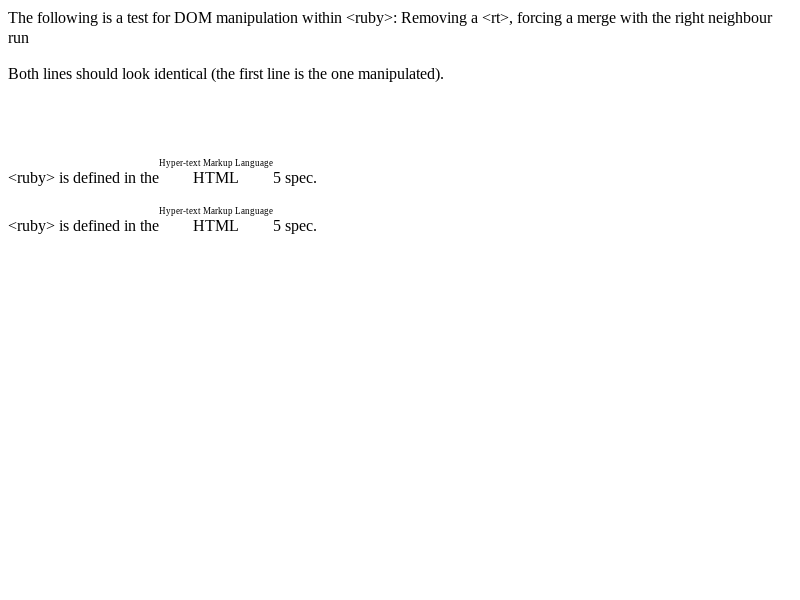 The following is a test for DOM manipulation within <ruby>: Removing a <rt>, forcing a merge with the right neighbour
run
Both lines should look identical (the first line is the one manipulated).
Hyper-text Markup Language
<ruby> is defined in the HTML 5 spec.
Hyper-text Markup Language
<ruby> is defined in the HTML 5 spec.